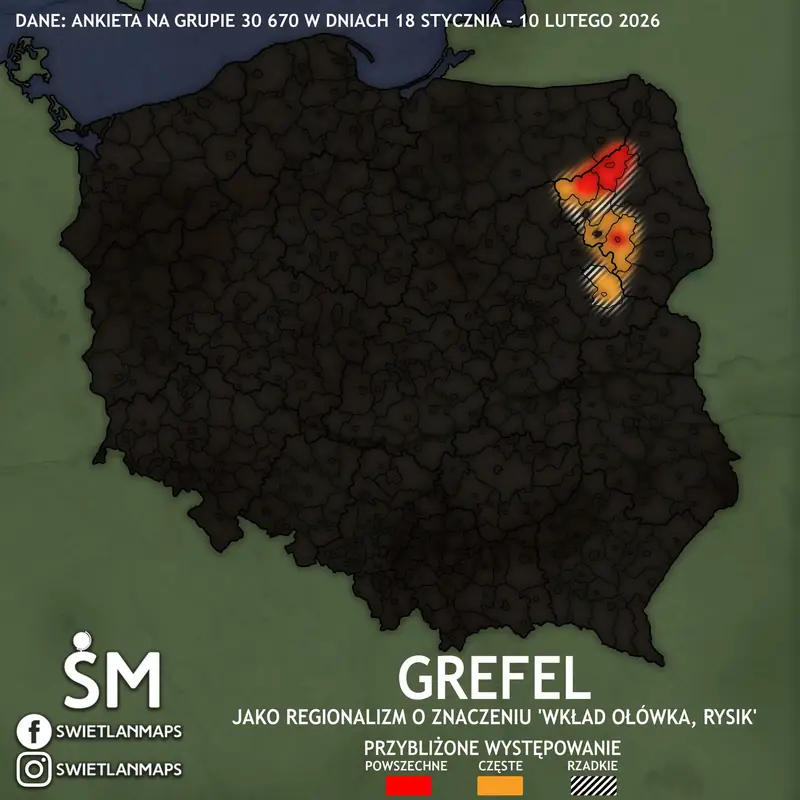 DANE: ANKIETA NA GRUPIE 30 670 W DNIACH 18 STYCZNIA - 10 LUTEGO 2026
ŚM
SWIETLANMAPS
SWIETLANMAPS
GREFEL
JAKO REGIONALIZM O ZNACZENIU 'WKŁAD OŁÓWKA, RYSIK'
PRZYBLIŻONE WYSTĘPOWANIE
POWSZECHNE CZĘSTE RZADKIE